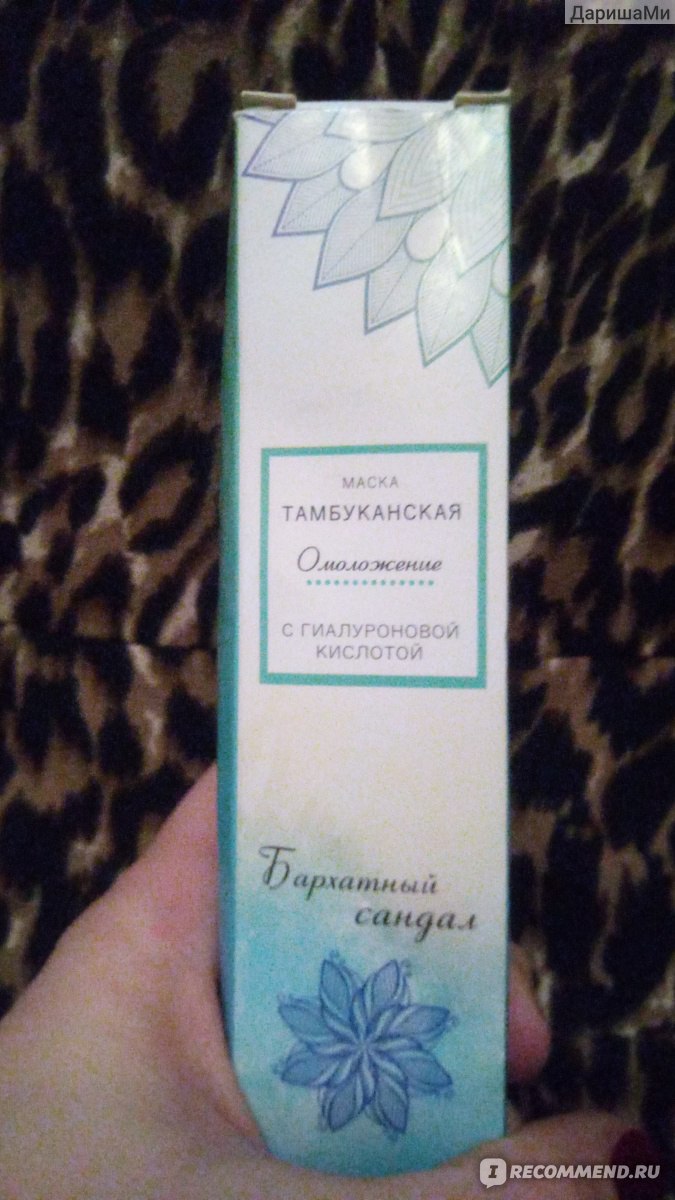 ДаришаМи
МАСКА
ТАМБУКАНСКАЯ
Омоложение
С ГИАЛУРОНОВОЙ
КИСЛОТОЙ
Бархатный
сандал
I RECOMMEND.RU